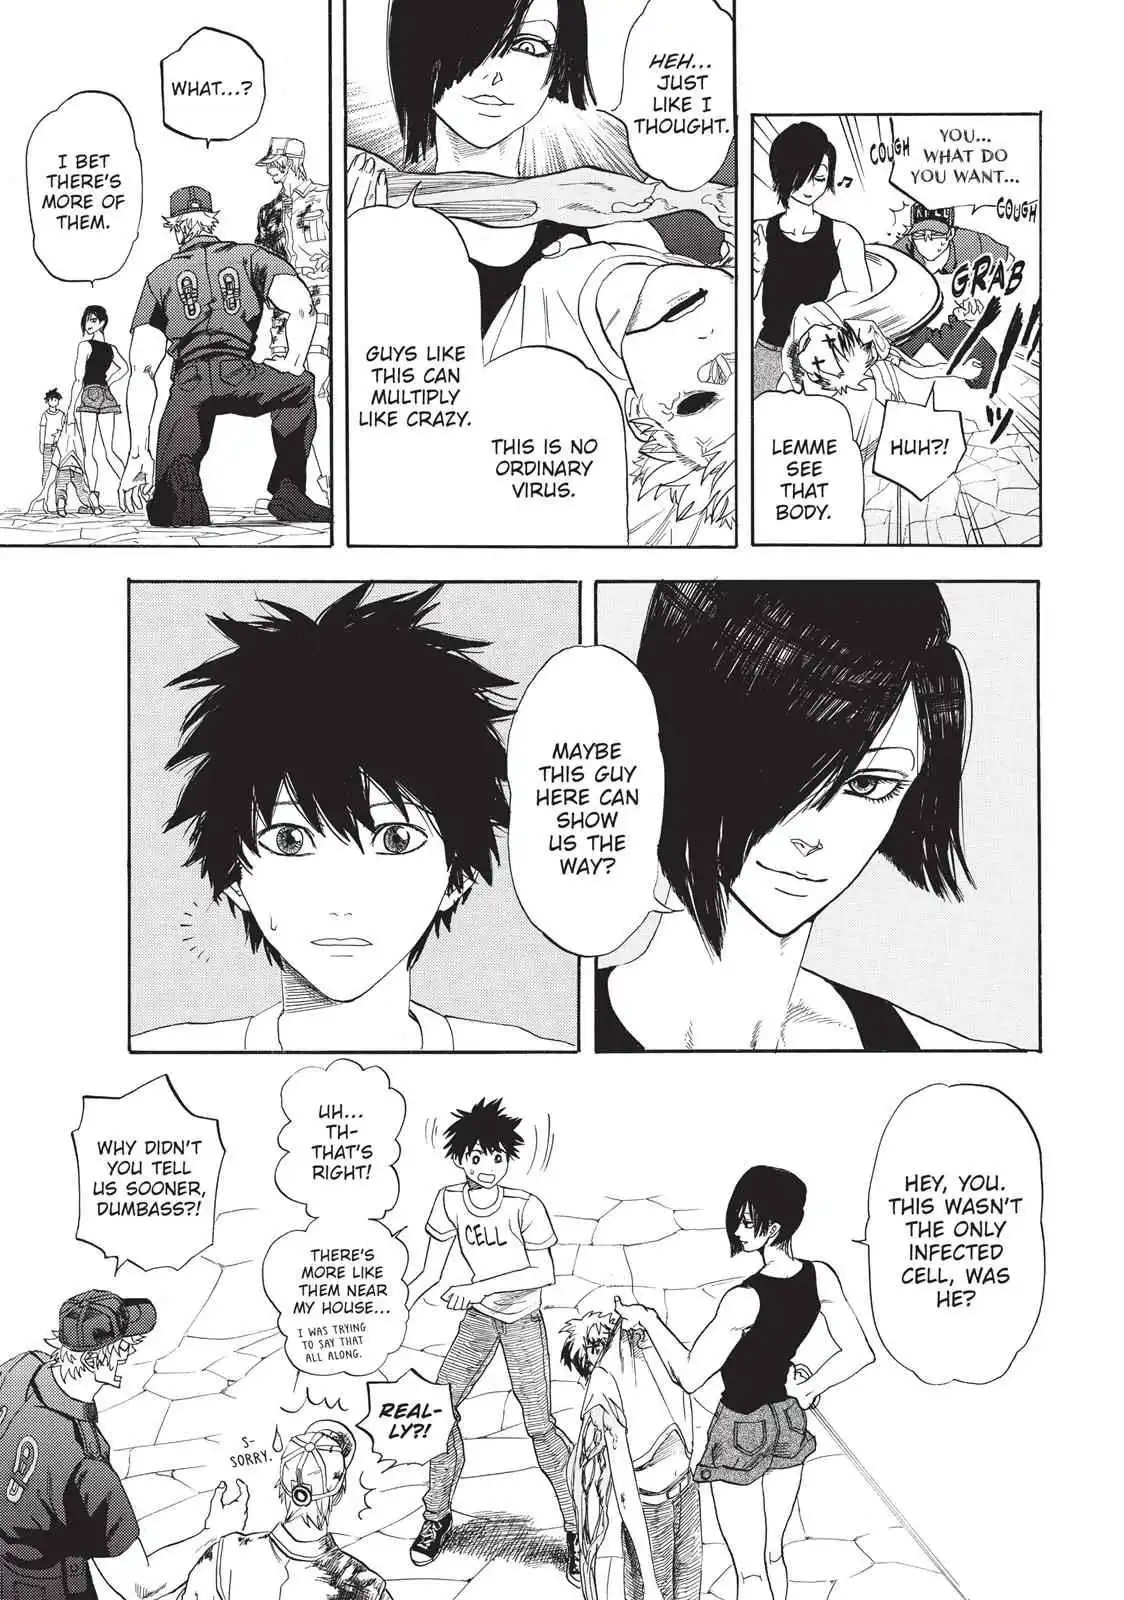 YOU...
WHAT DO
YOU WANT...
COUGH
COUGH
KILL
GRAB
HUH?!
LEMME
SEE
THAT
BODY.
HEH...
JUST
LIKE I
THOUGHT.
THIS IS NO
ORDINARY
VIRUS.
GUYS LIKE
THIS CAN
MULTIPLY
LIKE CRAZY.
WHAT...?
I BET
THERE'S
MORE OF
THEM.
MAYBE
THIS GUY
HERE CAN
SHOW
US THE
WAY?
HEY, YOU.
THIS WASN'T
THE ONLY
INFECTED
CELL, WAS
HE?
CELL
UH...
TH-
THAT'S
RIGHT!
THERE'S
MORE LIKE
THEM NEAR
MY HOUSE...
I WAS TRYING
TO SAY THAT
ALL ALONG.
REAL-
LY?!
WHY DIDN'T
YOU TELL
US SOONER,
DUMBASS?!
S-
SORRY.